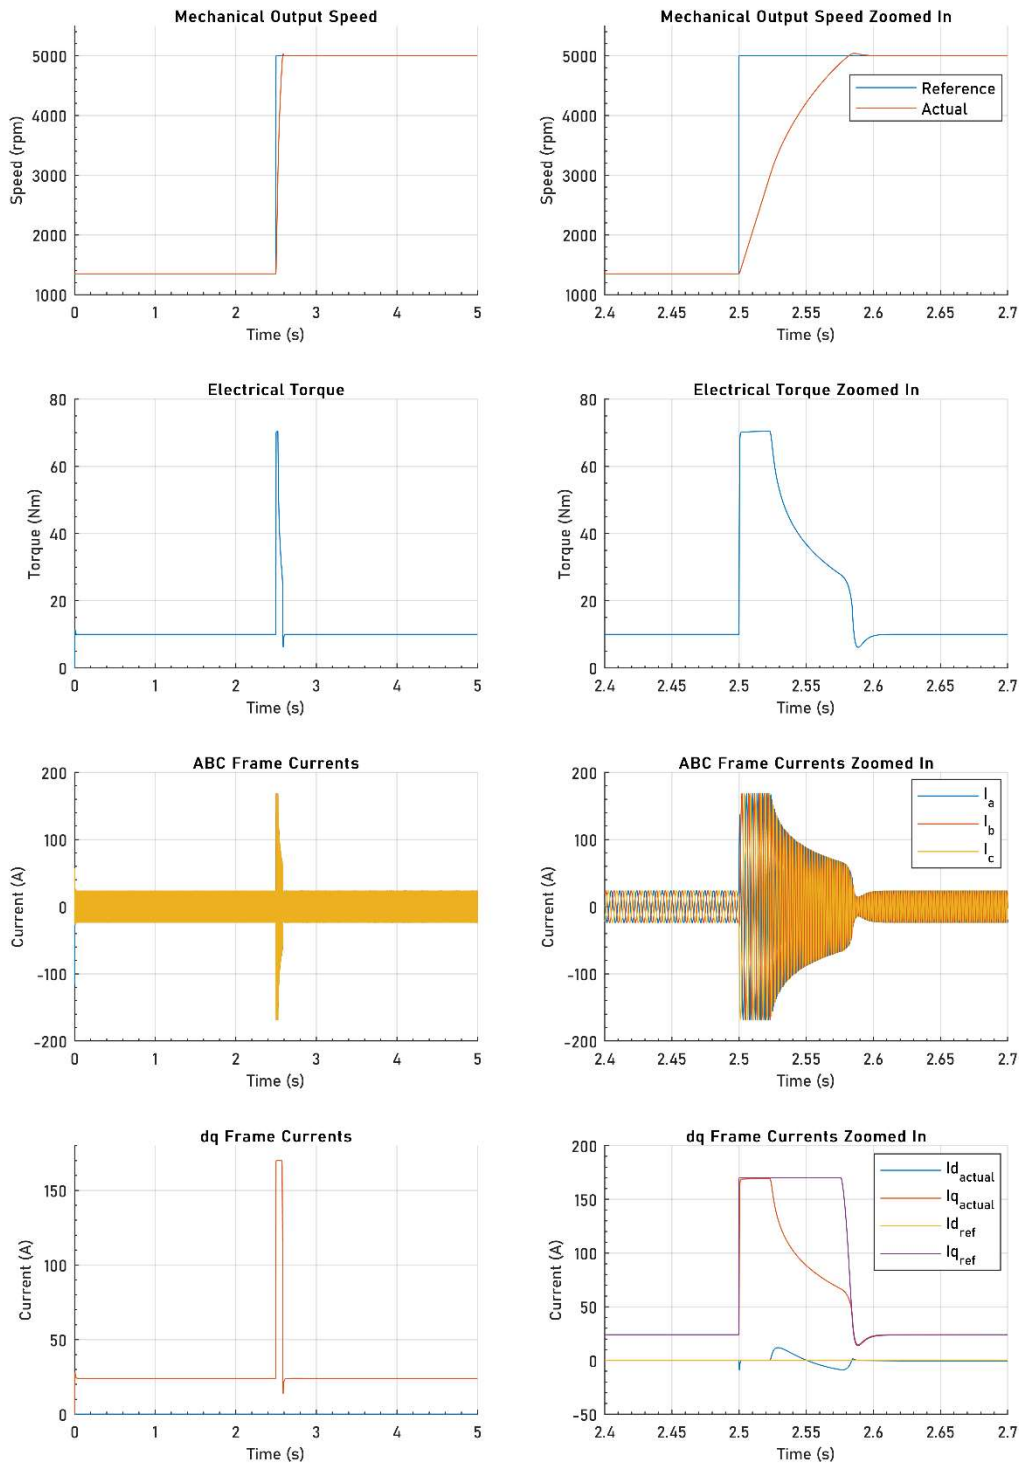 Mechanical Output Speed
Speed (rpm)
5000
4000
3000
2000
1000
0 1 2 3 4 5
Time (s)
Mechanical Output Speed Zoomed In
Speed (rpm)
5000
4000
3000
2000
1000
Reference
Actual
2.4 2.45 2.5 2.55 2.6 2.65 2.7
Time (s)
Electrical Torque
Torque (Nm)
80
60
40
20
0
0 1 2 3 4 5
Time (s)
Electrical Torque Zoomed In
Torque (Nm)
80
60
40
20
0
2.4 2.45 2.5 2.55 2.6 2.65 2.7
Time (s)
ABC Frame Currents
Current (A)
200
100
0
-100
-200
0 1 2 3 4 5
Time (s)
ABC Frame Currents Zoomed In
Current (A)
200
100
0
-100
-200
I_a
I_b
I_c
2.4 2.45 2.5 2.55 2.6 2.65 2.7
Time (s)
dq Frame Currents
Current (A)
150
100
50
0
0 1 2 3 4 5
Time (s)
dq Frame Currents Zoomed In
Current (A)
200
150
100
50
0
-50
Id_actual
Iq_actual
Id_ref
Iq_ref
2.4 2.45 2.5 2.55 2.6 2.65 2.7
Time (s)